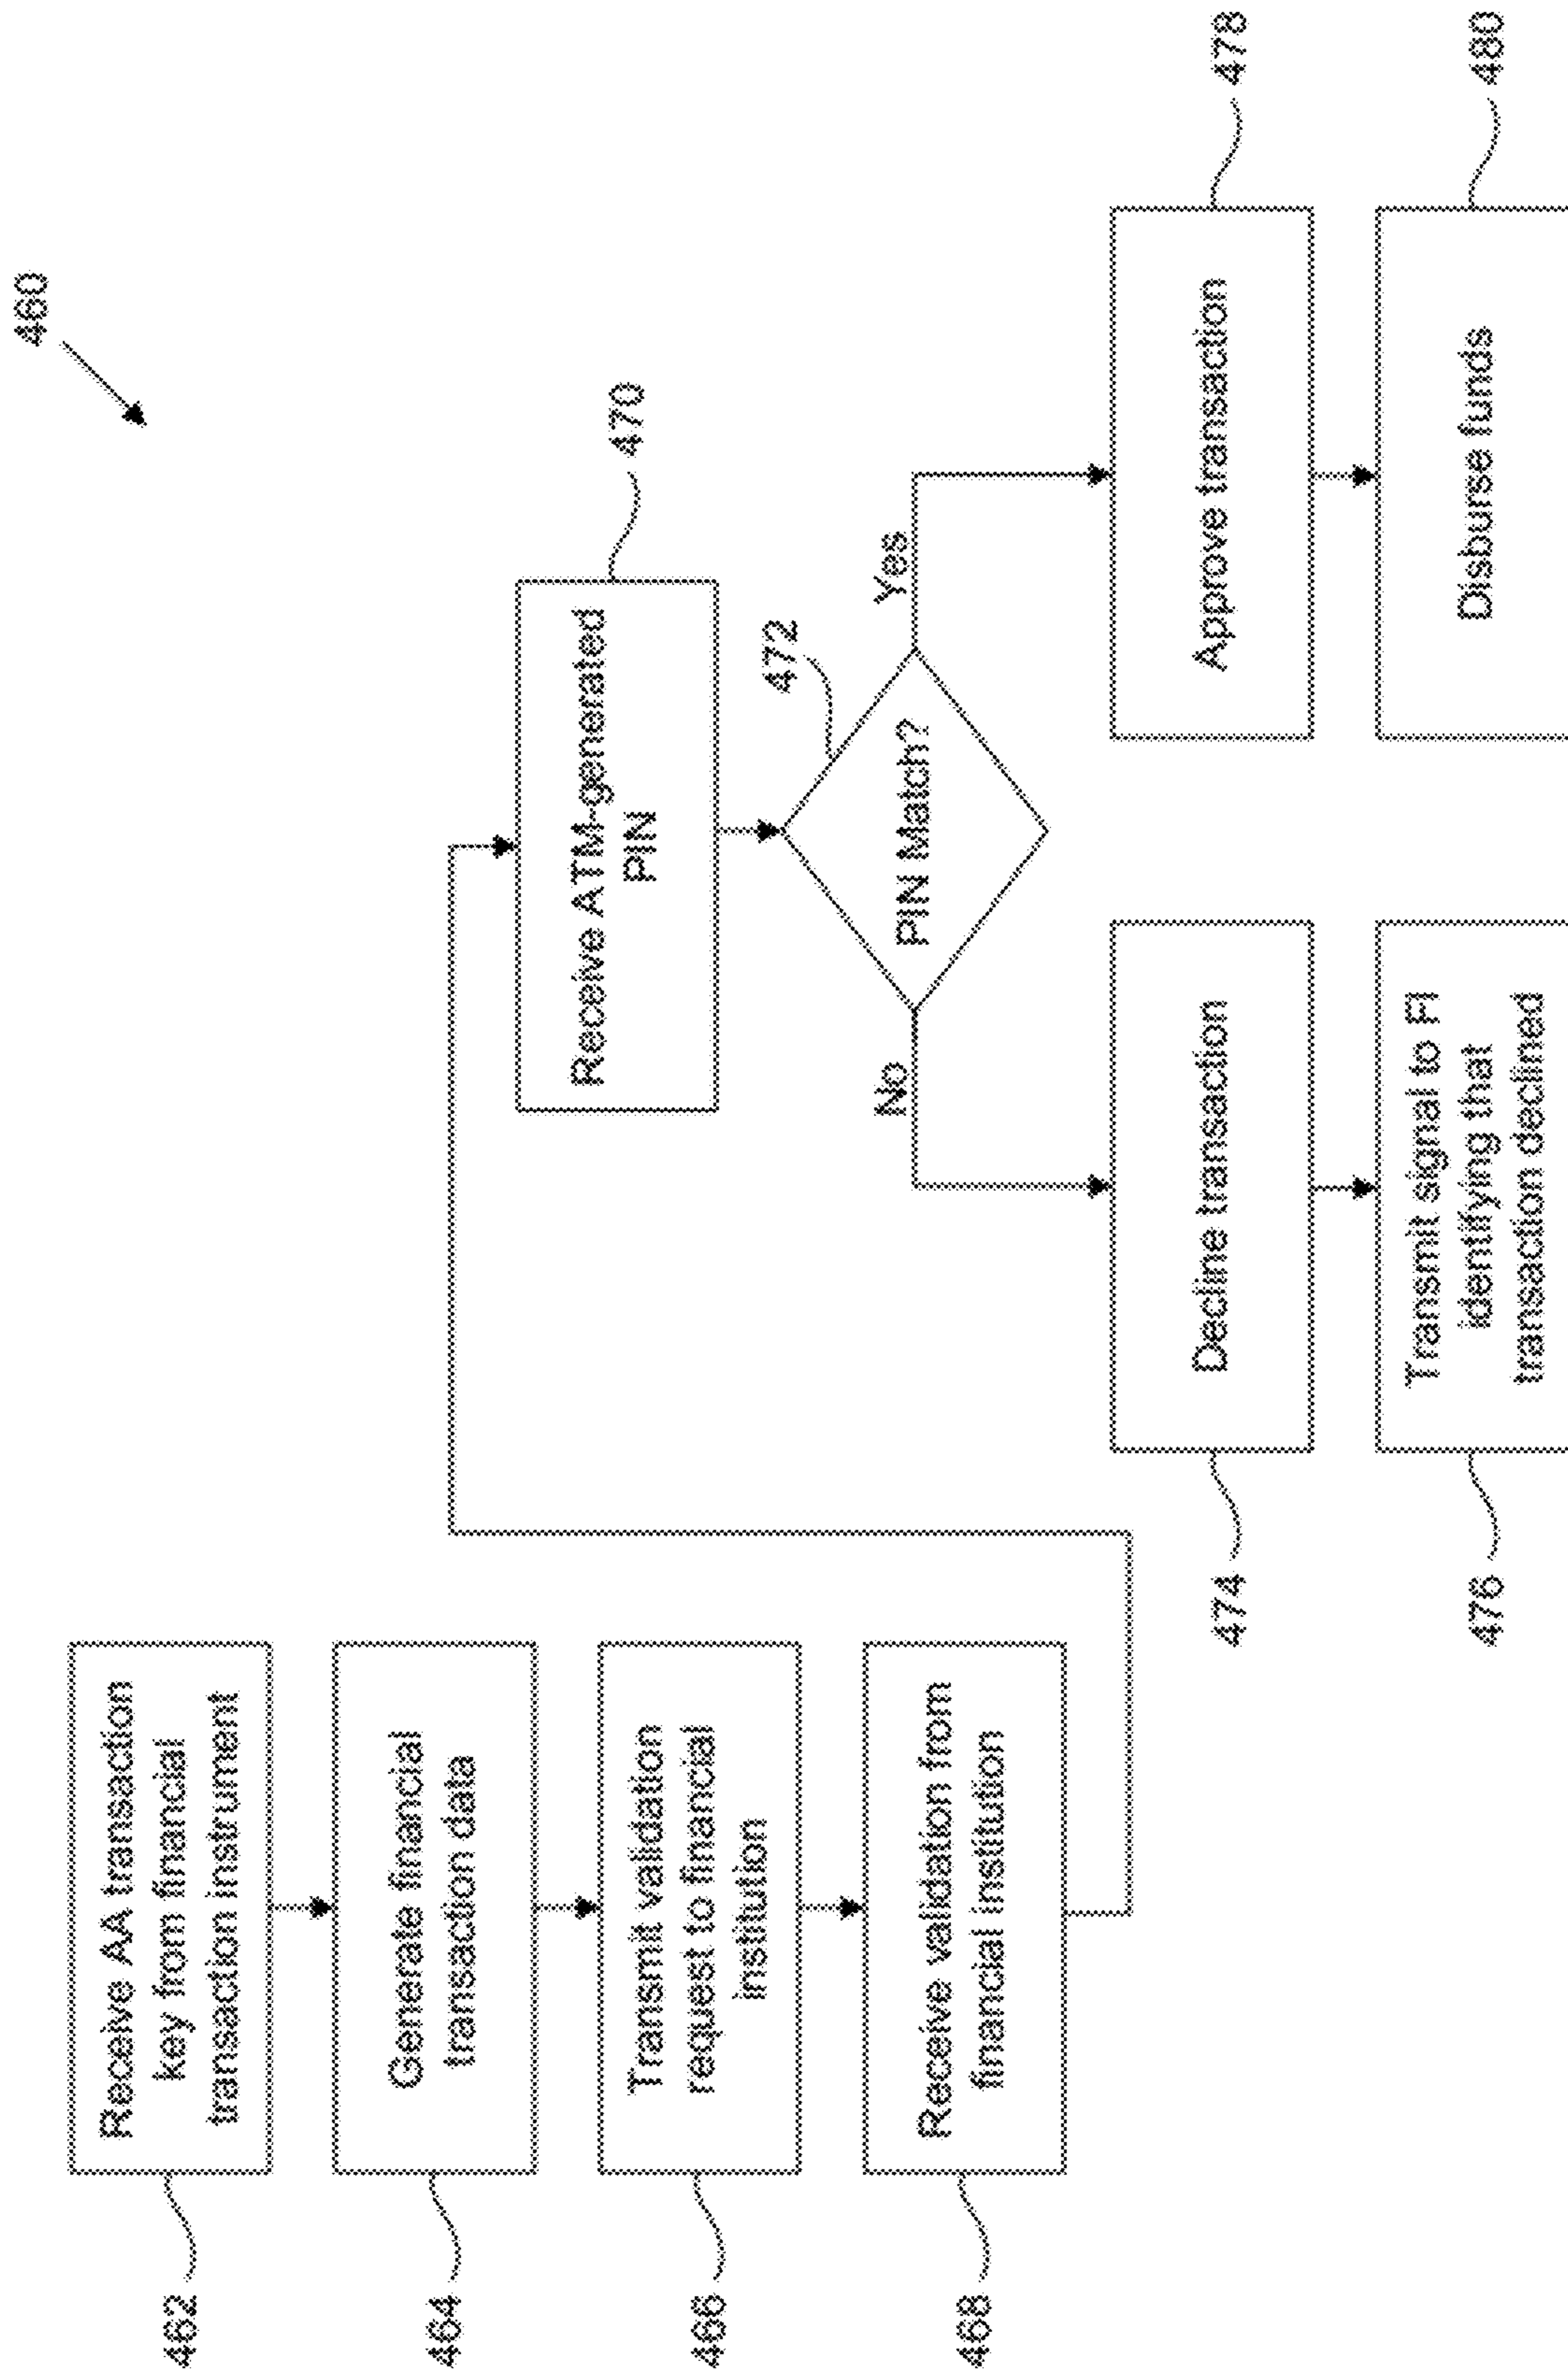 460
462
Receive AA transaction
key from financial
transaction instrument
464
Generate financial
transaction data
466
Transmit validation
request to financial
institution
468
Receive validation from
financial institution
Receive ATM-generated
PIN
470
472
PIN Match?
No
Yes
474
Decline transaction
476
Transmit signal to FI
identifying that
transaction declined
Approve transaction
478
Disburse funds
480